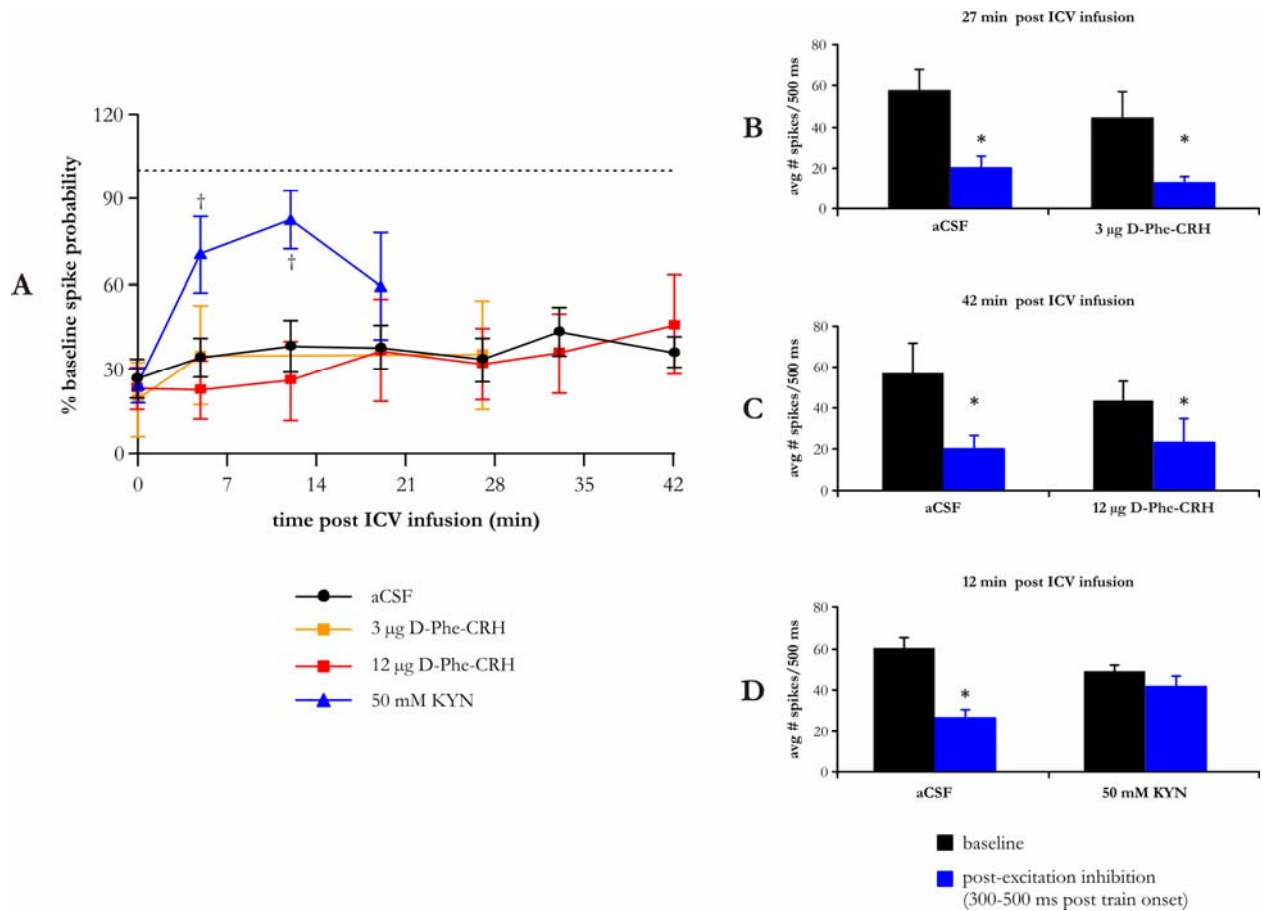 A
% baseline spike probability
120
90
60
30
0
†
†
0 7 14 21 28 35 42
time post ICV infusion (min)
aCSF
3 µg D-Phe-CRH
12 µg D-Phe-CRH
50 mM KYN
27 min post ICV infusion
B
avg # spikes/500 ms
80
60
40
20
0
*
*
aCSF
3 µg D-Phe-CRH
42 min post ICV infusion
C
avg # spikes/500 ms
80
60
40
20
0
*
*
aCSF
12 µg D-Phe-CRH
12 min post ICV infusion
D
avg # spikes/500 ms
80
60
40
20
0
*
aCSF
50 mM KYN
baseline
post-excitation inhibition
(300-500 ms post train onset)